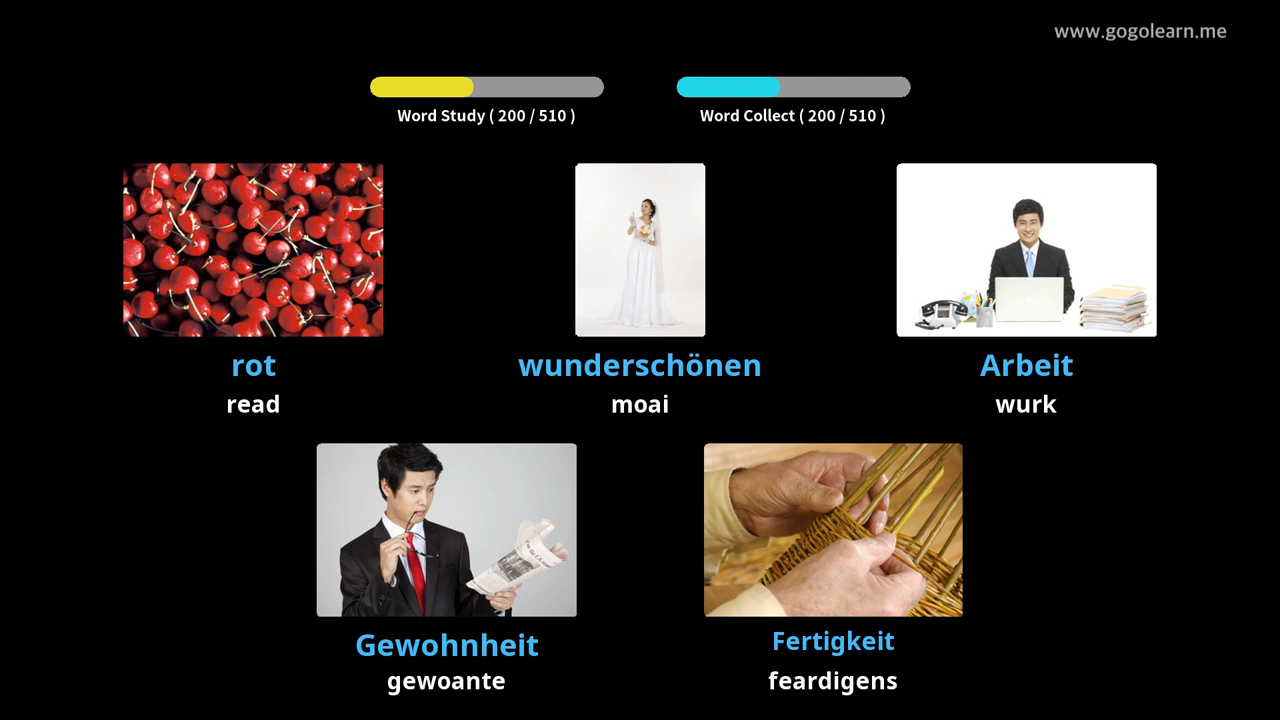 www.gogolearn.me
Word Study ( 200 / 510 )
Word Collect ( 200 / 510 )
rot
read
wunderschönen
moai
Arbeit
wurk
Gewohnheit
gewoante
Fertigkeit
feardigens